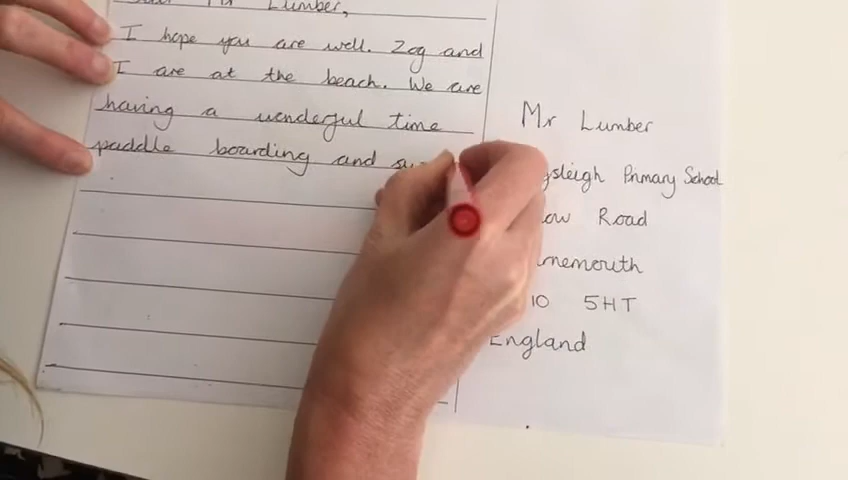 Mr Lumber,
I hope you are well. Zog and
I are at the beach. We are
having a wonderful time
paddle boarding and
Mr Lumber
Primary School
Road
10 5HT
England